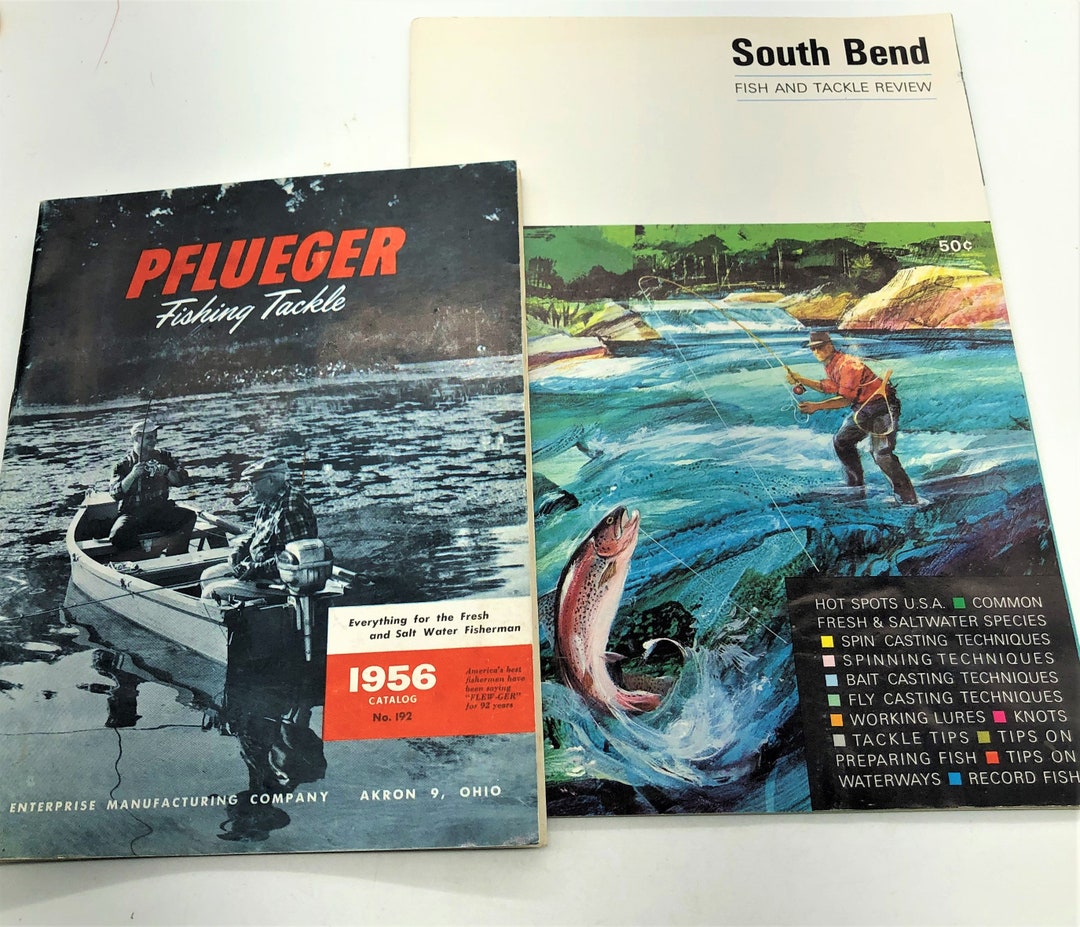 PFLUEGER
Fishing Tackle
Everything for the Fresh
and Salt Water Fisherman
1956
CATALOG
No. 192
America's best
fishermen have
been saying
"FLEW-GER"
for 92 years
ENTERPRISE MANUFACTURING COMPANY AKRON 9, OHIO
South Bend
FISH AND TACKLE REVIEW
50¢
HOT SPOTS U.S.A. COMMON
FRESH & SALTWATER SPECIES
SPIN CASTING TECHNIQUES
SPINNING TECHNIQUES
BAIT CASTING TECHNIQUES
FLY CASTING TECHNIQUES
WORKING LURES KNOTS
TACKLE TIPS TIPS ON
PREPARING FISH TIPS ON
WATERWAYS RECORD FISH